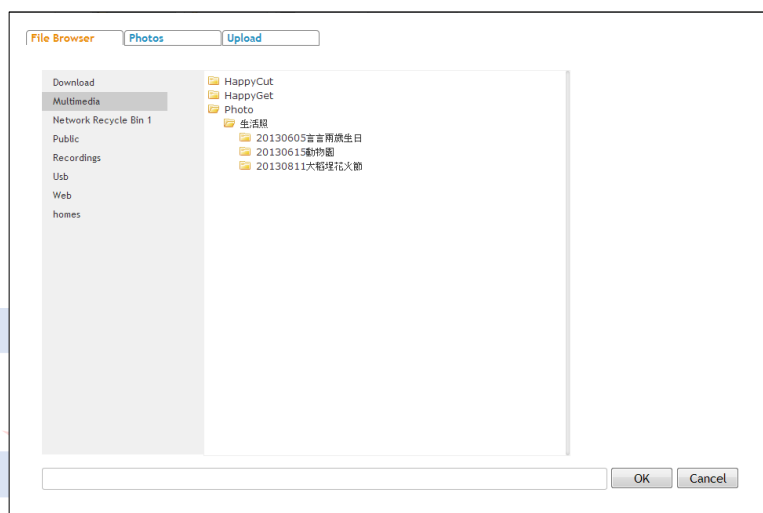 File Browser
Photos
Upload
Download
Multimedia
Network Recycle Bin 1
Public
Recordings
Usb
Web
homes
HappyCut
HappyGet
Photo
生活照
20130605言言兩歲生日
20130615動物園
20130811大稻埕花火節
OK
Cancel